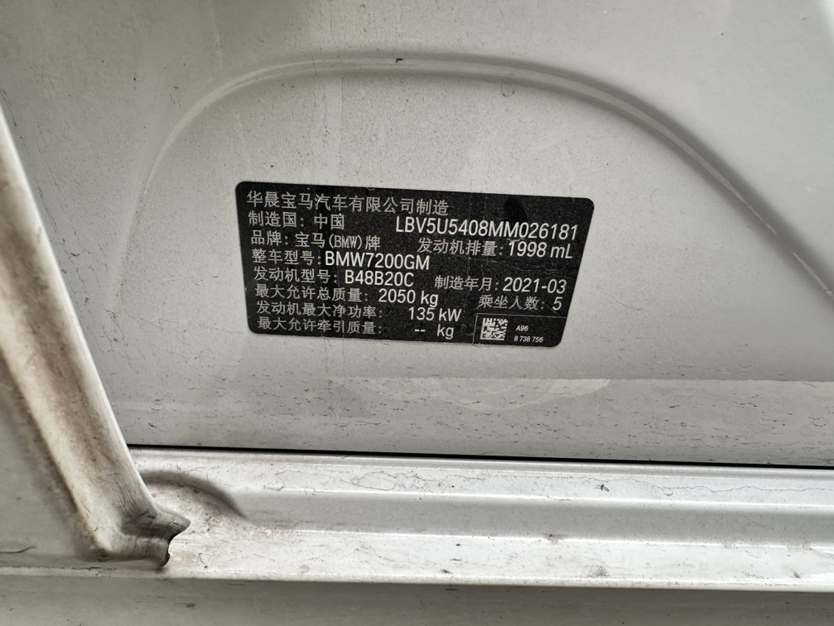 华晨宝马汽车有限公司制造
制造国: 中国 LBV5U5408MM026181
品牌: 宝马(BMW)牌 发动机排量: 1998 mL
整车型号: BMW7200GM
发动机型号: B48B20C 制造年月: 2021-03
最大允许总质量: 2050 kg 乘坐人数: 5
发动机最大净功率: 135 kW
最大允许牵引质量: -- kg
A96
6 738 756